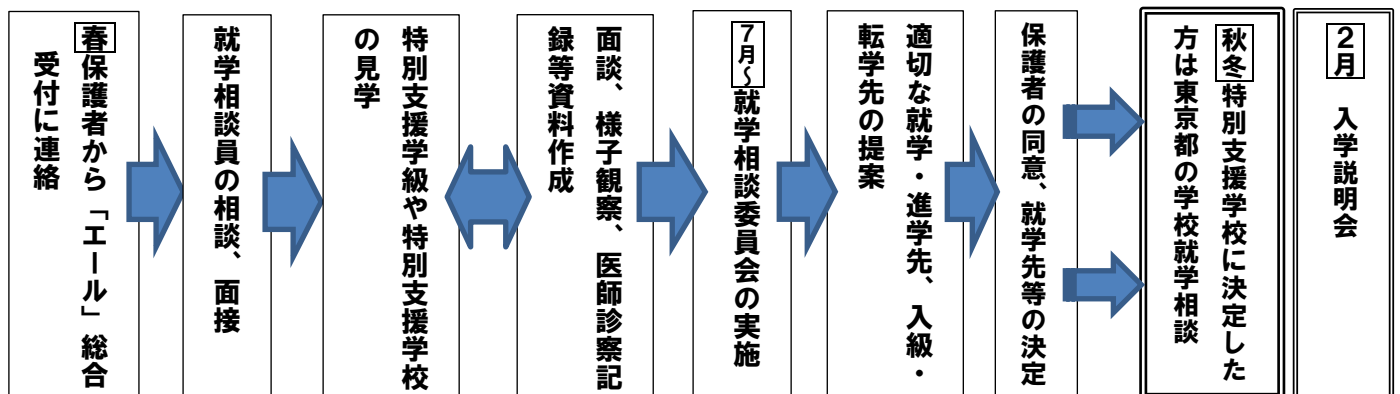 春保護者から「エール」総合
受付に連絡
就学相談員の相談、面接
特別支援学級や特別支援学校
の見学
面談、様子観察、医師診察記
録等資料作成
7月～就学相談委員会の実施
適切な就学・進学先、入級・
転学先の提案
保護者の同意、就学先等の決定
秋冬特別支援学校に決定した
方は東京都の学校就学相談
2月 入学説明会